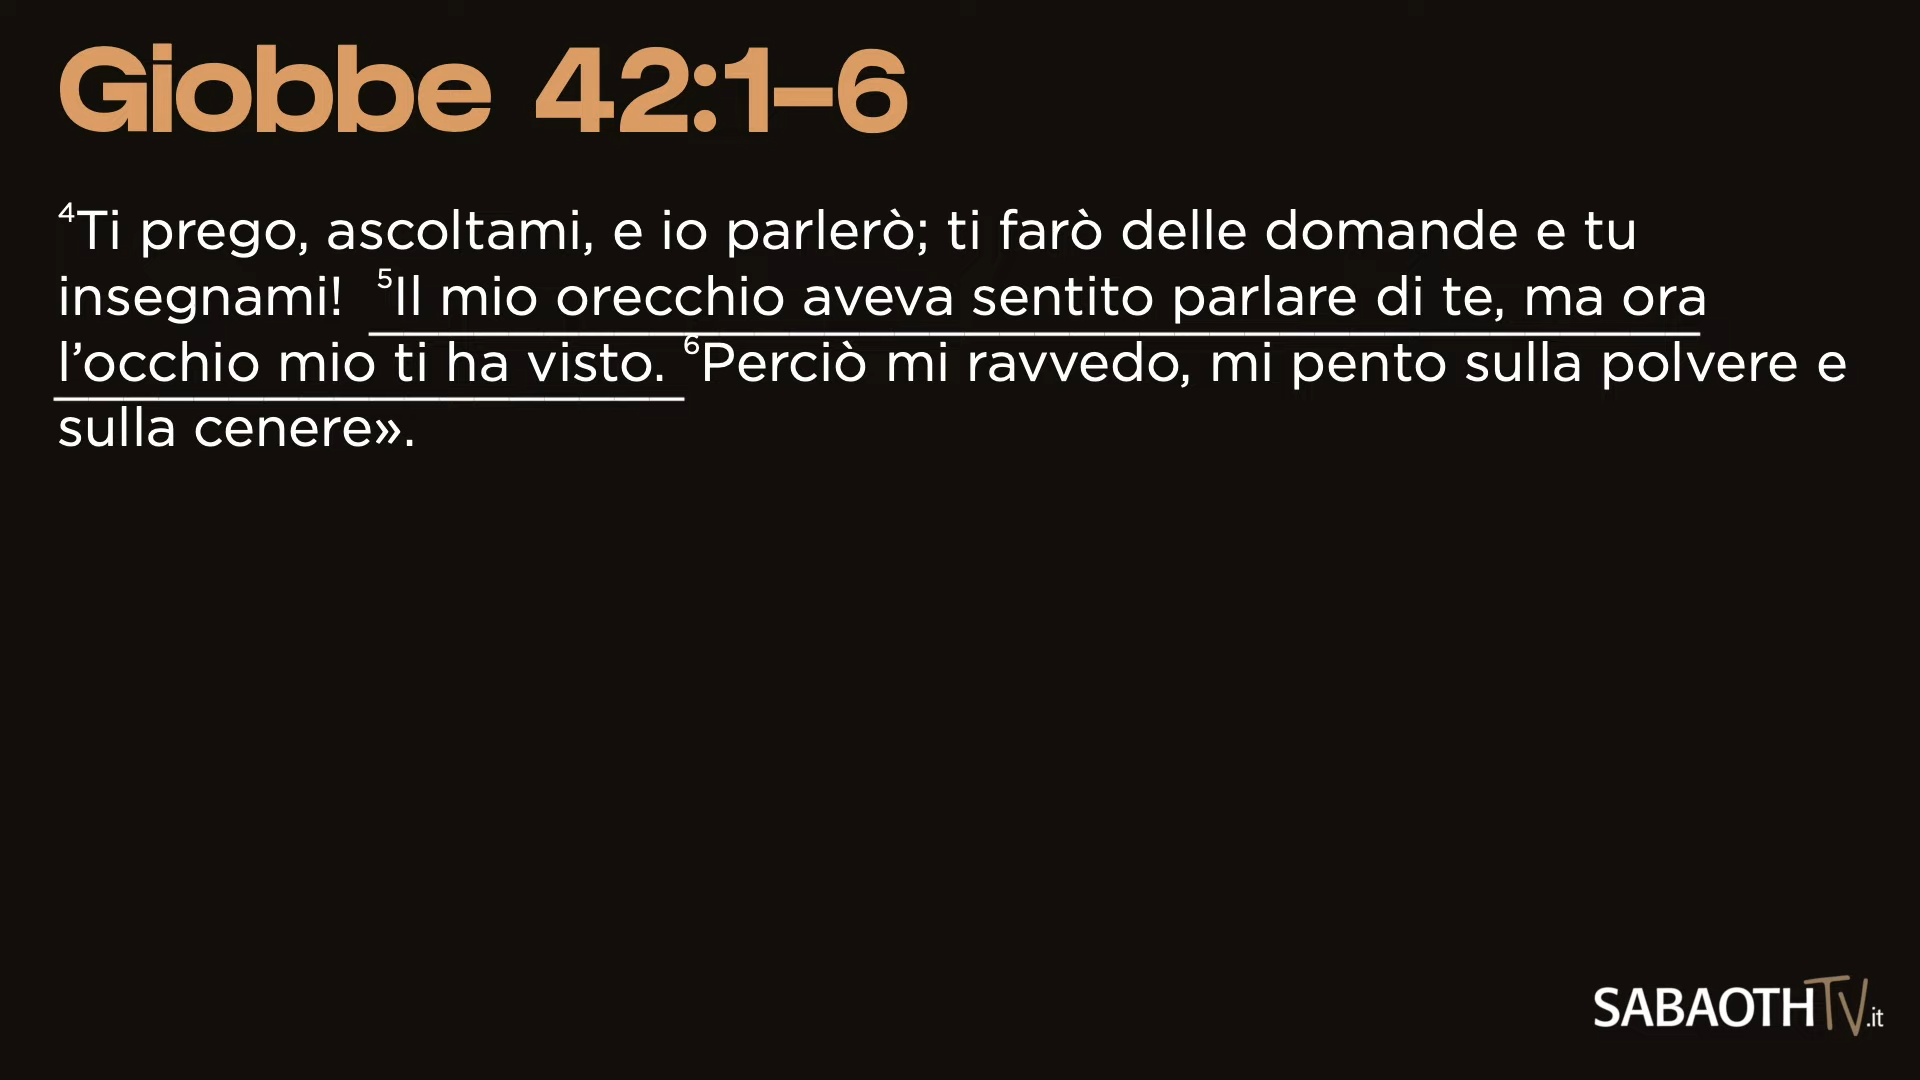 Giobbe 42:1–6
⁴Ti prego, ascoltami, e io parlerò; ti farò delle domande e tu
insegnami! ⁵Il mio orecchio aveva sentito parlare di te, ma ora
l’occhio mio ti ha visto. ⁶Perciò mi ravvedo, mi pento sulla polvere e
sulla cenere».
SABAOTHTV.it